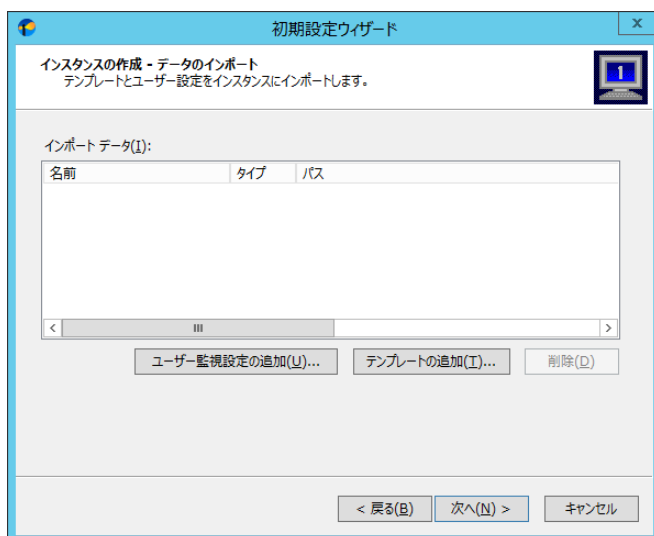 初期設定ウィザード
x
インスタンスの作成 - データのインポート
テンプレートとユーザー設定をインスタンスにインポートします。
1
インポート データ(I):
名前 タイプ パス
ユーザー監視設定の追加(U)... テンプレートの追加(T)... 削除(D)
< 戻る(B) 次へ(N) > キャンセル